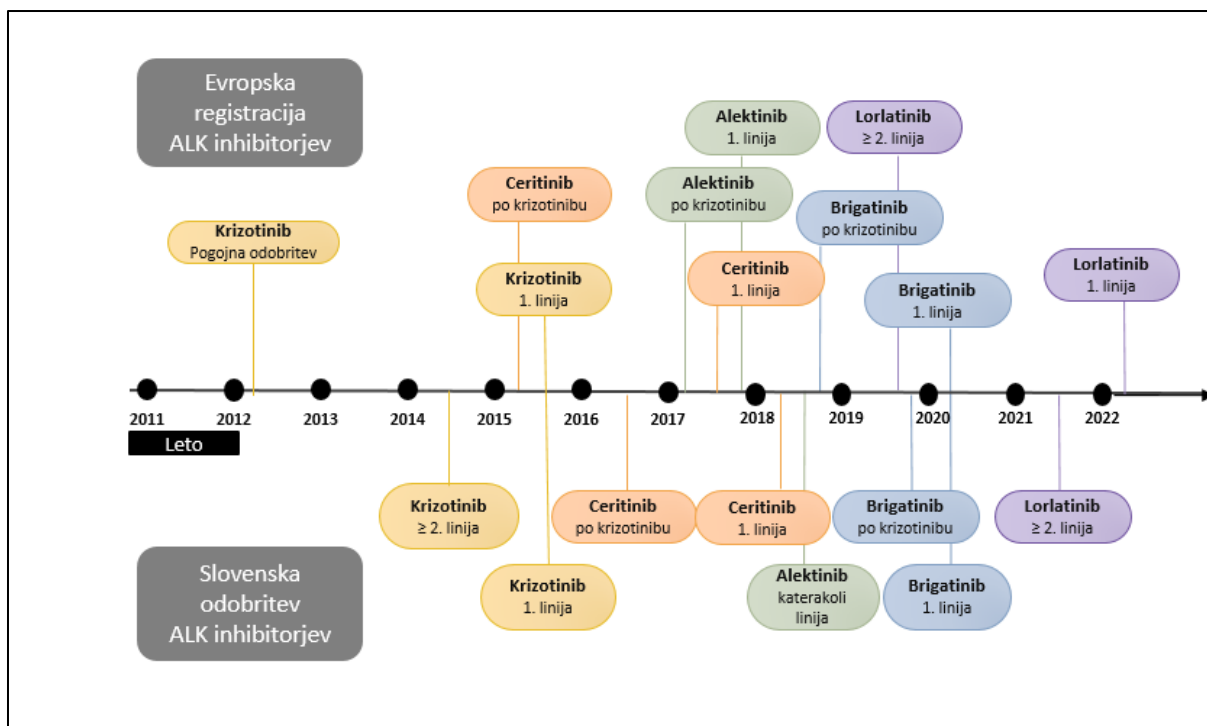 Evropska
registracija
ALK inhibitorjev
Alektinib
1. linija
Lorlatinib
≥ 2. linija
Ceritinib
po krizotinibu
Alektinib
po krizotinibu
Brigatinib
po krizotinibu
Krizotinib
Pogojna odobritev
Krizotinib
1. linija
Ceritinib
1. linija
Brigatinib
1. linija
Lorlatinib
1. linija
2011 2012 2013 2014 2015 2016 2017 2018 2019 2020 2021 2022
Leto
Krizotinib
≥ 2. linija
Ceritinib
po krizotinibu
Ceritinib
1. linija
Brigatinib
po krizotinibu
Lorlatinib
≥ 2. linija
Slovenska
odobritev
ALK inhibitorjev
Krizotinib
1. linija
Alektinib
katerakoli
linija
Brigatinib
1. linija